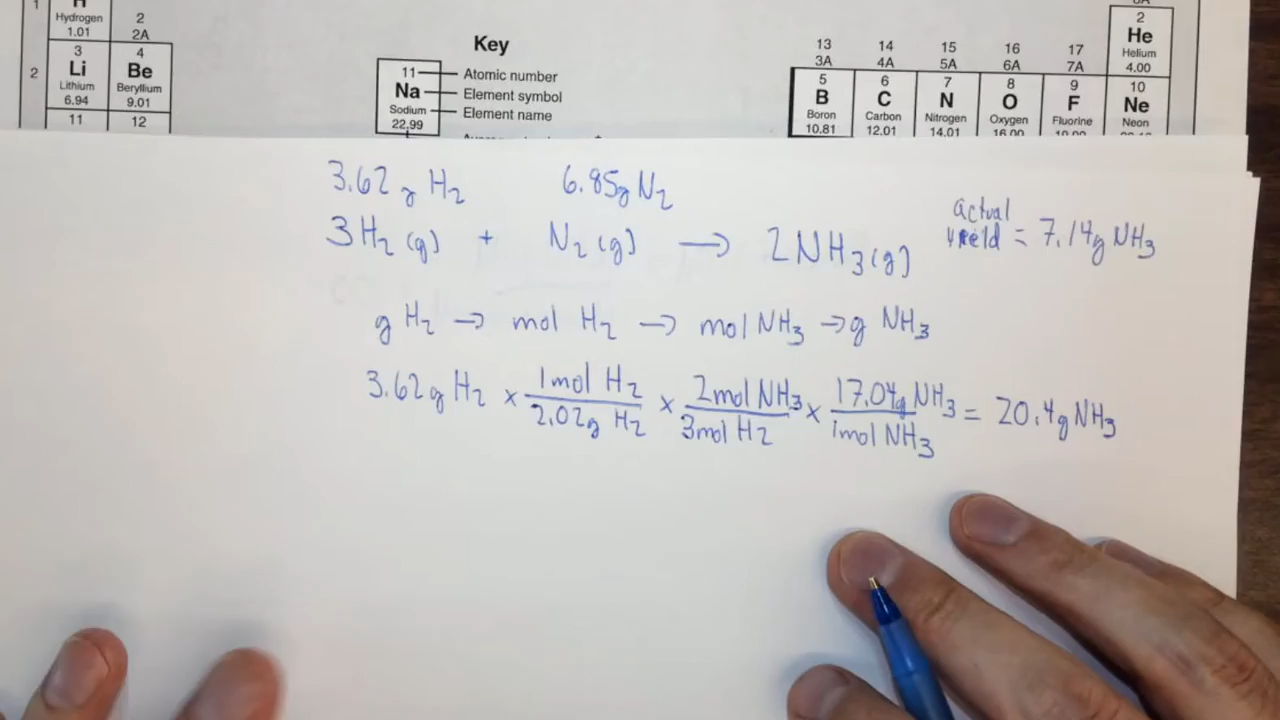 1 H 2
Hydrogen 2 He
1.01 2A Key 13 14 15 16 17 Helium
3 4 3A 4A 5A 6A 7A 4.00
2 Li Be 11 Atomic number 5 6 7 8 9 10
Lithium Beryllium Na Element symbol B C N O F Ne
6.94 9.01 Sodium Element name Boron Carbon Nitrogen Oxygen Fluorine Neon
11 12 22.99 10.81 12.01 14.01 16.00
3.62 g H₂ 6.85g N₂
3H₂(g) + N₂(g) → 2NH₃(g) actual yield = 7.14g NH₃
g H₂ → mol H₂ → mol NH₃ → g NH₃
3.62g H₂ × 1mol H₂/2.02g H₂ × 2mol NH₃/3mol H₂ × 17.04g NH₃/1mol NH₃ = 20.4g NH₃